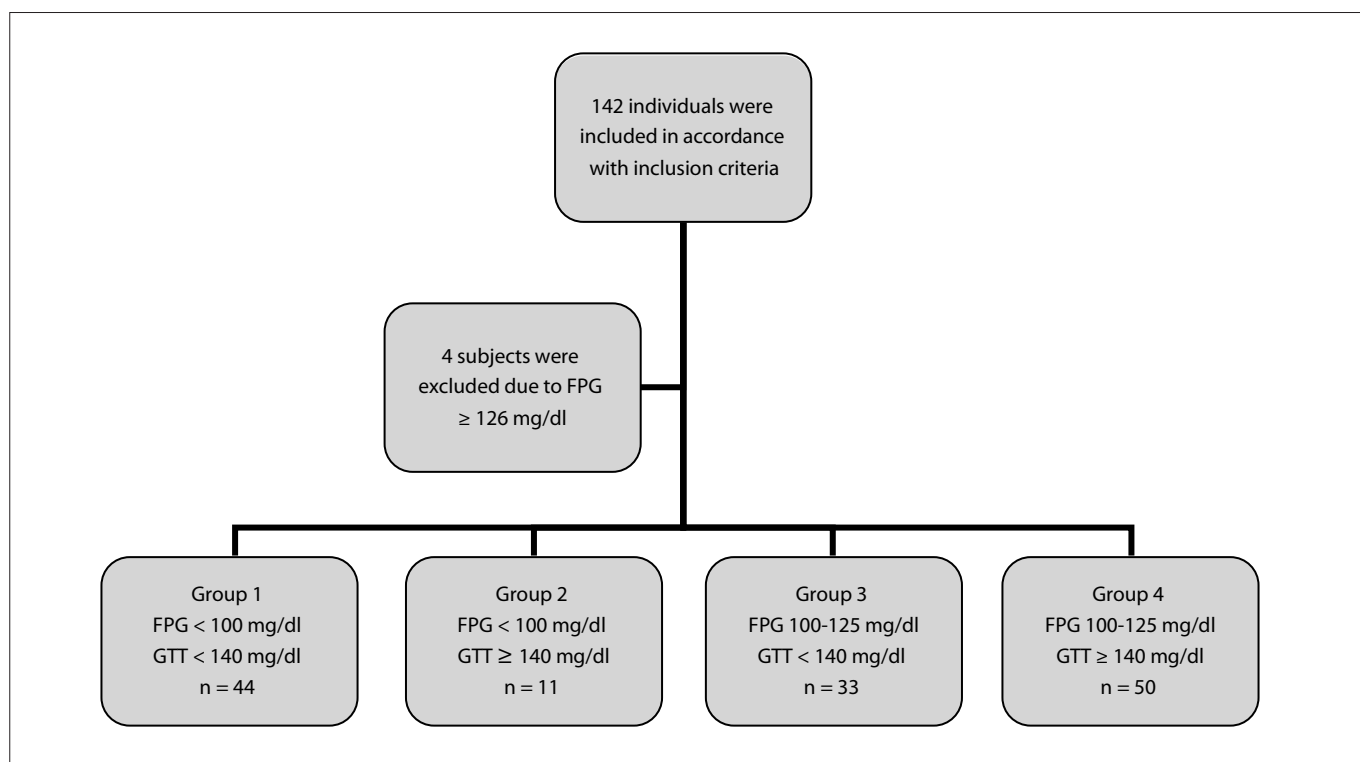 142 individuals were
included in accordance
with inclusion criteria
4 subjects were
excluded due to FPG
≥ 126 mg/dl
Group 1
FPG < 100 mg/dl
GTT < 140 mg/dl
n = 44
Group 2
FPG < 100 mg/dl
GTT ≥ 140 mg/dl
n = 11
Group 3
FPG 100-125 mg/dl
GTT < 140 mg/dl
n = 33
Group 4
FPG 100-125 mg/dl
GTT ≥ 140 mg/dl
n = 50